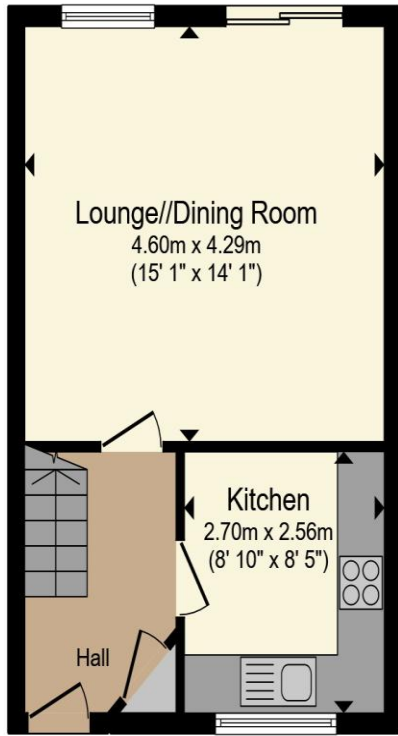 Lounge//Dining Room
4.60m x 4.29m
(15' 1" x 14' 1")
Kitchen
2.70m x 2.56m
(8' 10" x 8' 5")
Hall